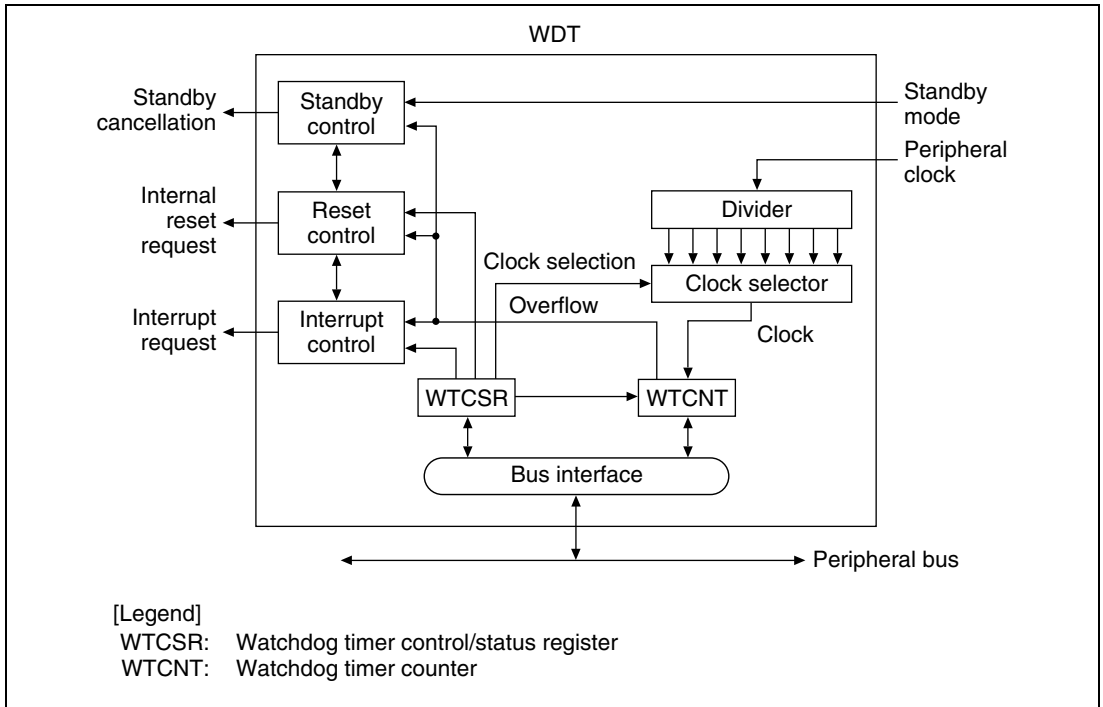 WDT
Standby
cancellation
Standby
control
Standby
mode
Peripheral
clock
Internal
reset
request
Reset
control
Divider
Clock selection
Clock selector
Overflow
Interrupt
request
Interrupt
control
Clock
WTCSR
WTCNT
Bus interface
Peripheral bus
[Legend]
WTCSR: Watchdog timer control/status register
WTCNT: Watchdog timer counter